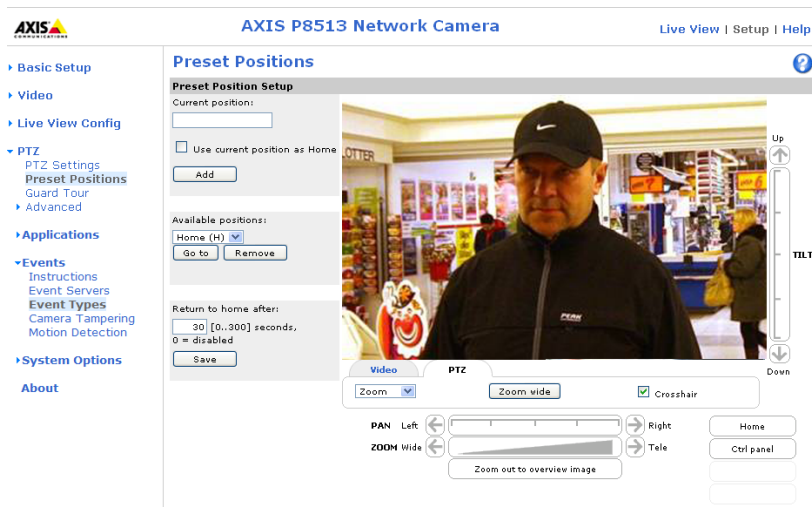 AXIS
COMMUNICATIONS
AXIS P8513 Network Camera
Live View | Setup | Help
Basic Setup
Video
Live View Config
PTZ
PTZ Settings
Preset Positions
Guard Tour
Advanced
Applications
Events
Instructions
Event Servers
Event Types
Camera Tampering
Motion Detection
System Options
About
Preset Positions
?
Preset Position Setup
Current position:
Use current position as Home
Add
Available positions:
Home (H)
Go to Remove
Return to home after:
30 [0..300] seconds,
0 = disabled
Save
OTTER
PEAK
Up
TILT
Down
Video PTZ
Zoom Zoom wide Crosshair
PAN Left Right Home
ZOOM Wide Tele Ctrl panel
Zoom out to overview image